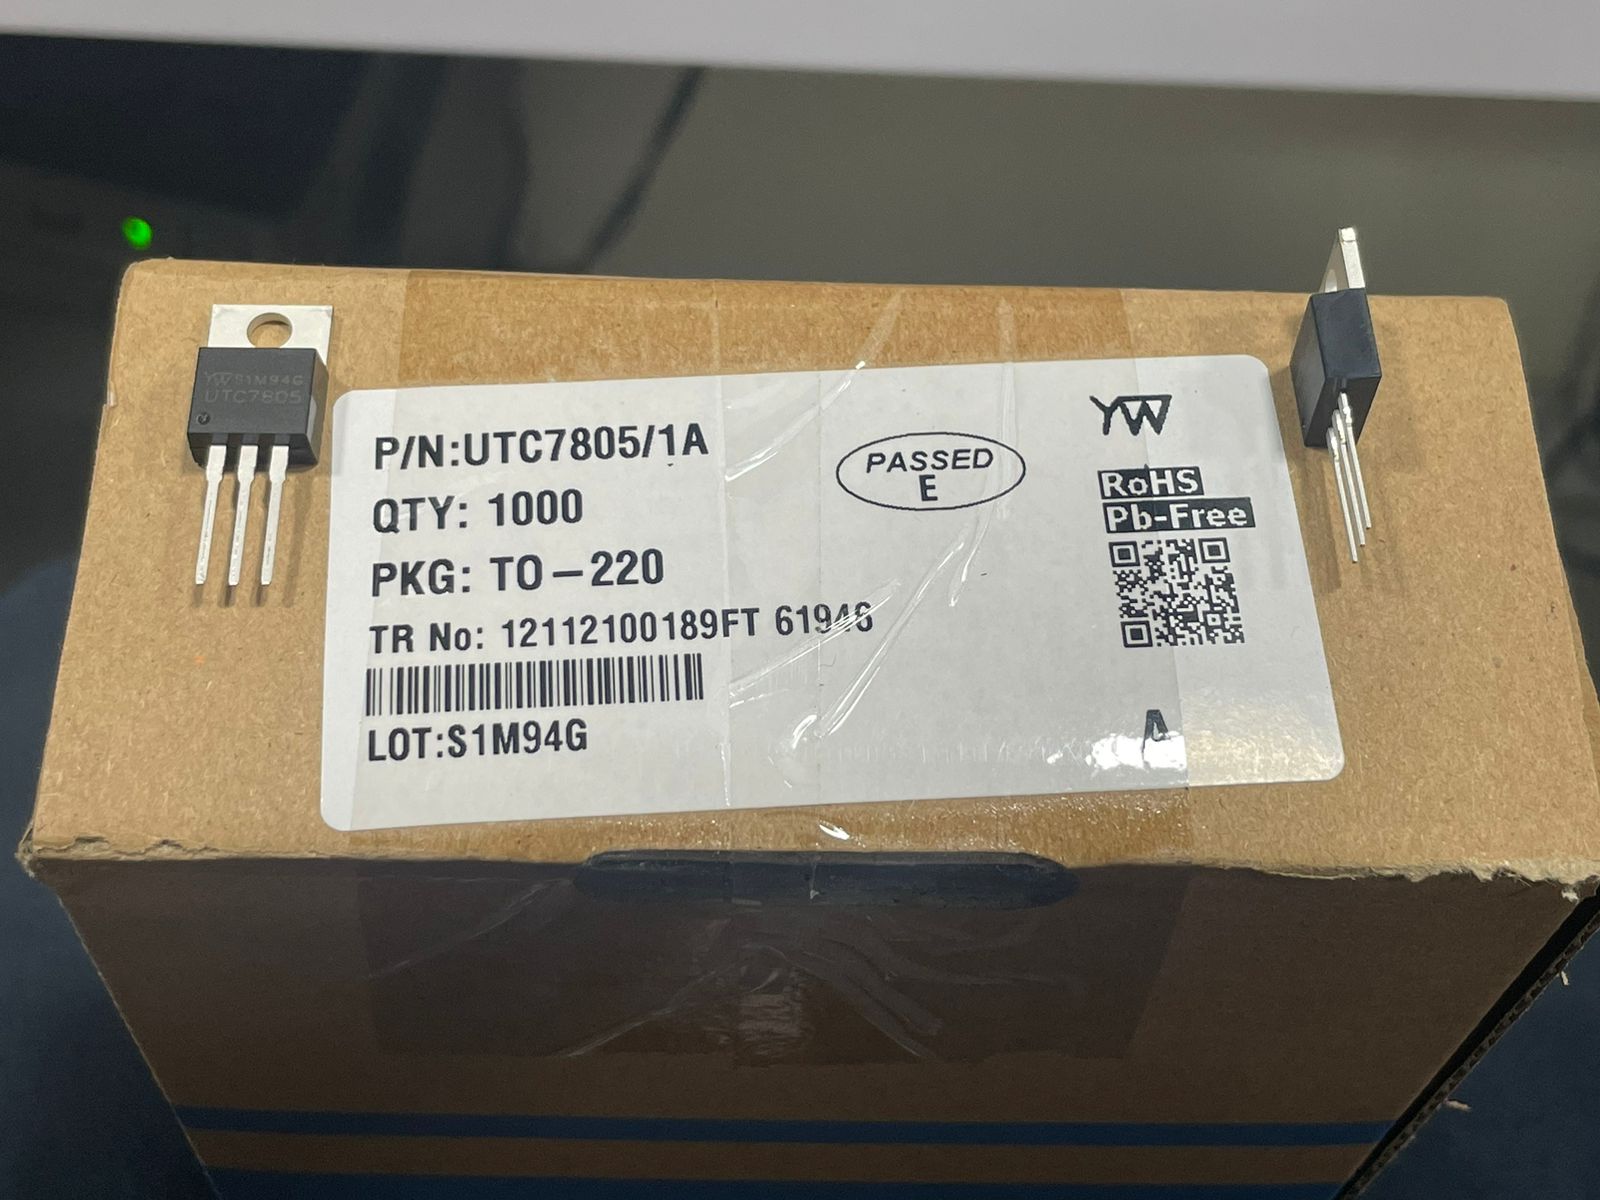 YW S1M94G
UTC7805
P/N:UTC7805/1A
QTY: 1000
PKG: TO-220
TR No: 12112100189FT 61946
LOT:S1M94G
PASSED
E
YW
RoHS
Pb-Free
A